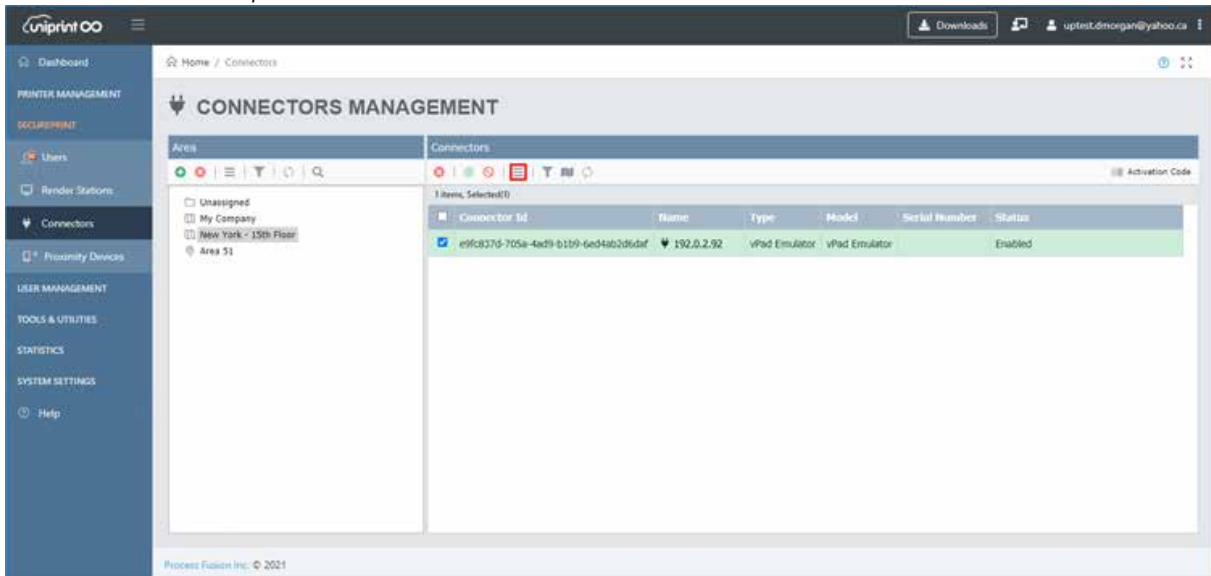 uniprint
Downloads
uptest.dmorgan@yahoo.ca
Dashboard
Home / Connectors
PRINTER MANAGEMENT
CONNECTORS MANAGEMENT
SECUREPRINT
Area
Connectors
Users
Activation Code
Render Stations
1 items, Selected(1)
Unassigned
My Company
New York - 15th Floor
Area 51
Connector Id Name Type Model Serial Number Status
e9fc837d-705a-4ad9-b1b9-6ed4ab2d6daf 192.0.2.92 vPad Emulator vPad Emulator Enabled
Connectors
Proximity Devices
USER MANAGEMENT
TOOLS & UTILITIES
STATISTICS
SYSTEM SETTINGS
Help
Process Fusion Inc. © 2021